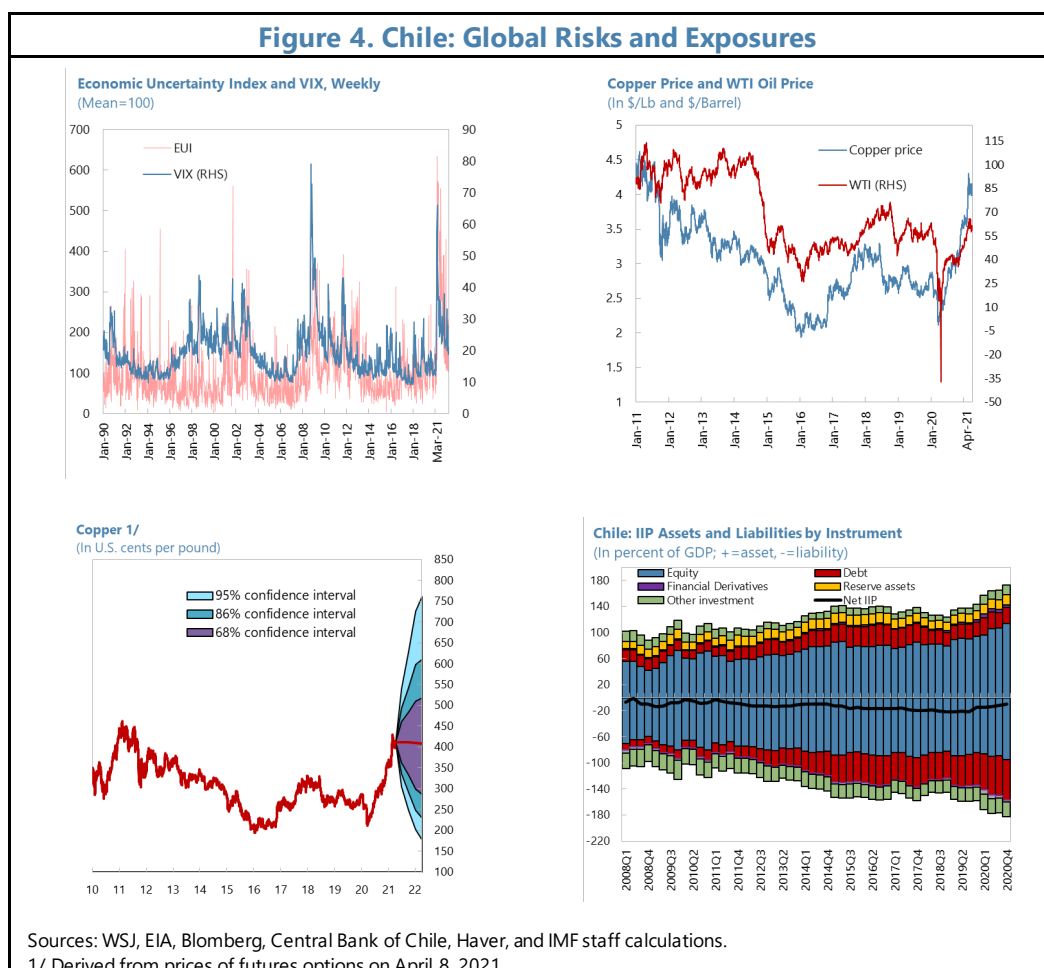 Figure 4. Chile: Global Risks and Exposures
Economic Uncertainty Index and VIX, Weekly
(Mean=100)
700
600
500
400
300
200
100
0
90
80
70
60
50
40
30
20
10
0
EUI
VIX (RHS)
Jan-90
Jan-92
Jan-94
Jan-96
Jan-98
Jan-00
Jan-02
Jan-04
Jan-06
Jan-08
Jan-10
Jan-12
Jan-14
Jan-16
Jan-18
Mar-21
Copper Price and WTI Oil Price
(In $/Lb and $/Barrel)
5
4.5
4
3.5
3
2.5
2
1.5
1
115
100
85
70
55
40
25
10
-5
-20
-35
-50
Copper price
WTI (RHS)
Jan-11
Jan-12
Jan-13
Jan-14
Jan-15
Jan-16
Jan-17
Jan-18
Jan-19
Jan-20
Apr-21
Copper 1/
(In U.S. cents per pound)
850
800
750
700
650
600
550
500
450
400
350
300
250
200
150
100
95% confidence interval
86% confidence interval
68% confidence interval
10 11 12 13 14 15 16 17 18 19 20 21 22
Chile: IIP Assets and Liabilities by Instrument
(In percent of GDP; +=asset, -=liability)
Equity Debt
Financial Derivatives Reserve assets
Other investment Net IIP
180
140
100
60
20
-20
-60
-100
-140
-180
-220
2008Q1
2008Q4
2009Q3
2010Q2
2011Q1
2011Q4
2012Q3
2013Q2
2014Q1
2014Q4
2015Q3
2016Q2
2017Q1
2017Q4
2018Q3
2019Q2
2020Q1
2020Q4
Sources: WSJ, EIA, Blomberg, Central Bank of Chile, Haver, and IMF staff calculations.
1/ Derived from prices of futures options on April 8, 2021